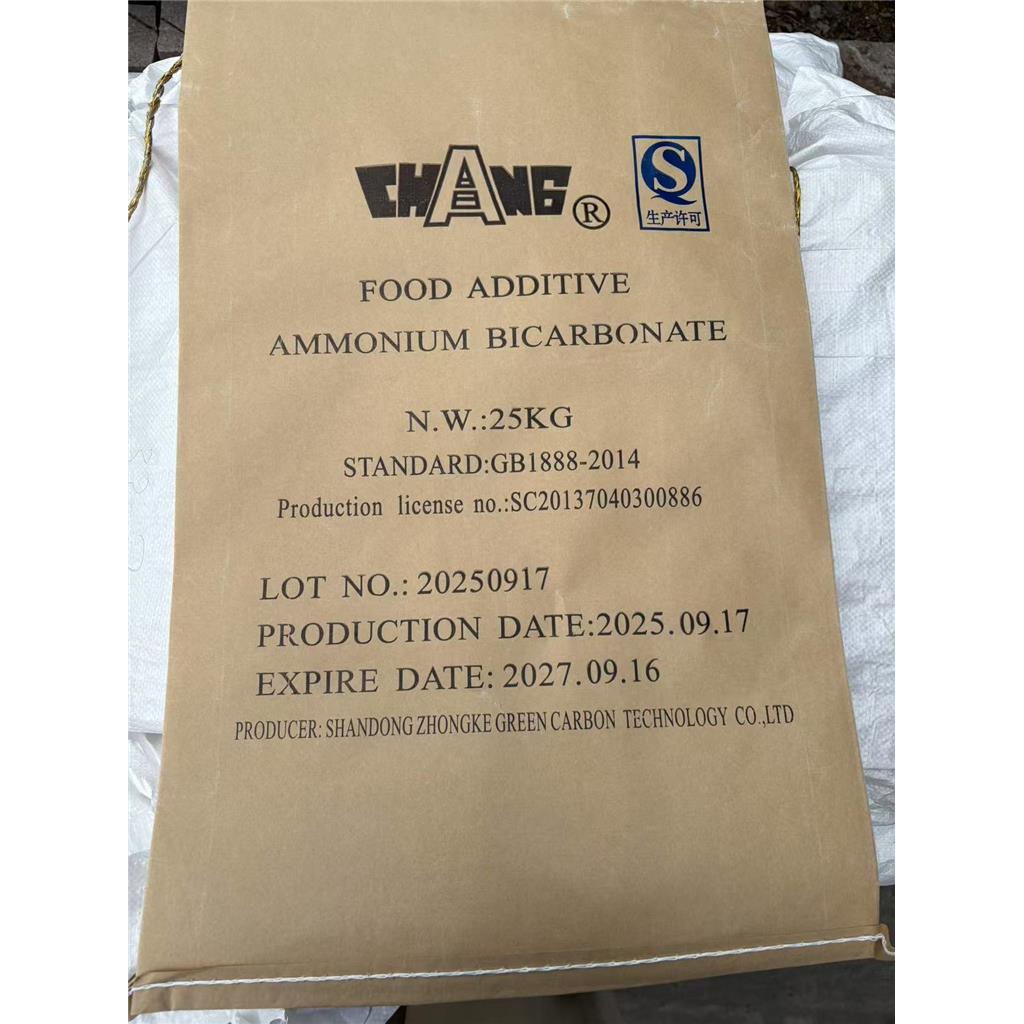 CHANG ®
生产许可
FOOD ADDITIVE
AMMONIUM BICARBONATE
N.W.:25KG
STANDARD:GB1888-2014
Production license no.:SC20137040300886
LOT NO.: 20250917
PRODUCTION DATE:2025.09.17
EXPIRE DATE: 2027.09.16
PRODUCER: SHANDONG ZHONGKE GREEN CARBON TECHNOLOGY CO.,LTD